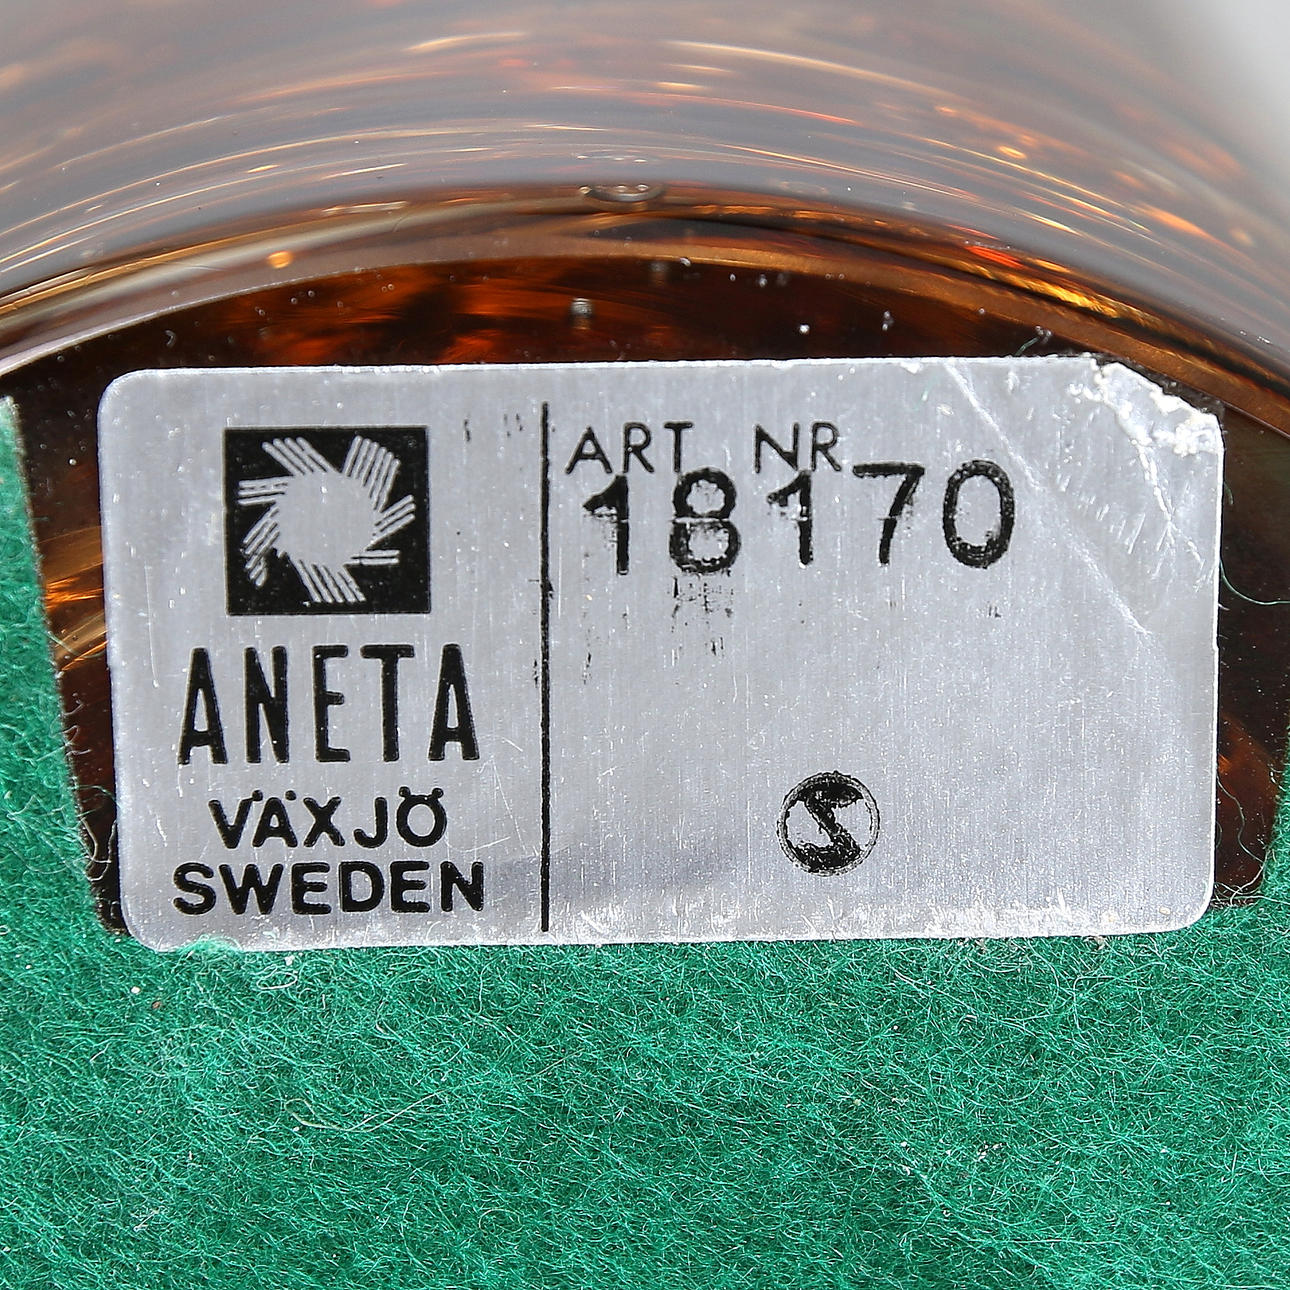 ANETA
VÄXJÖ
SWEDEN
ART NR
18170
S